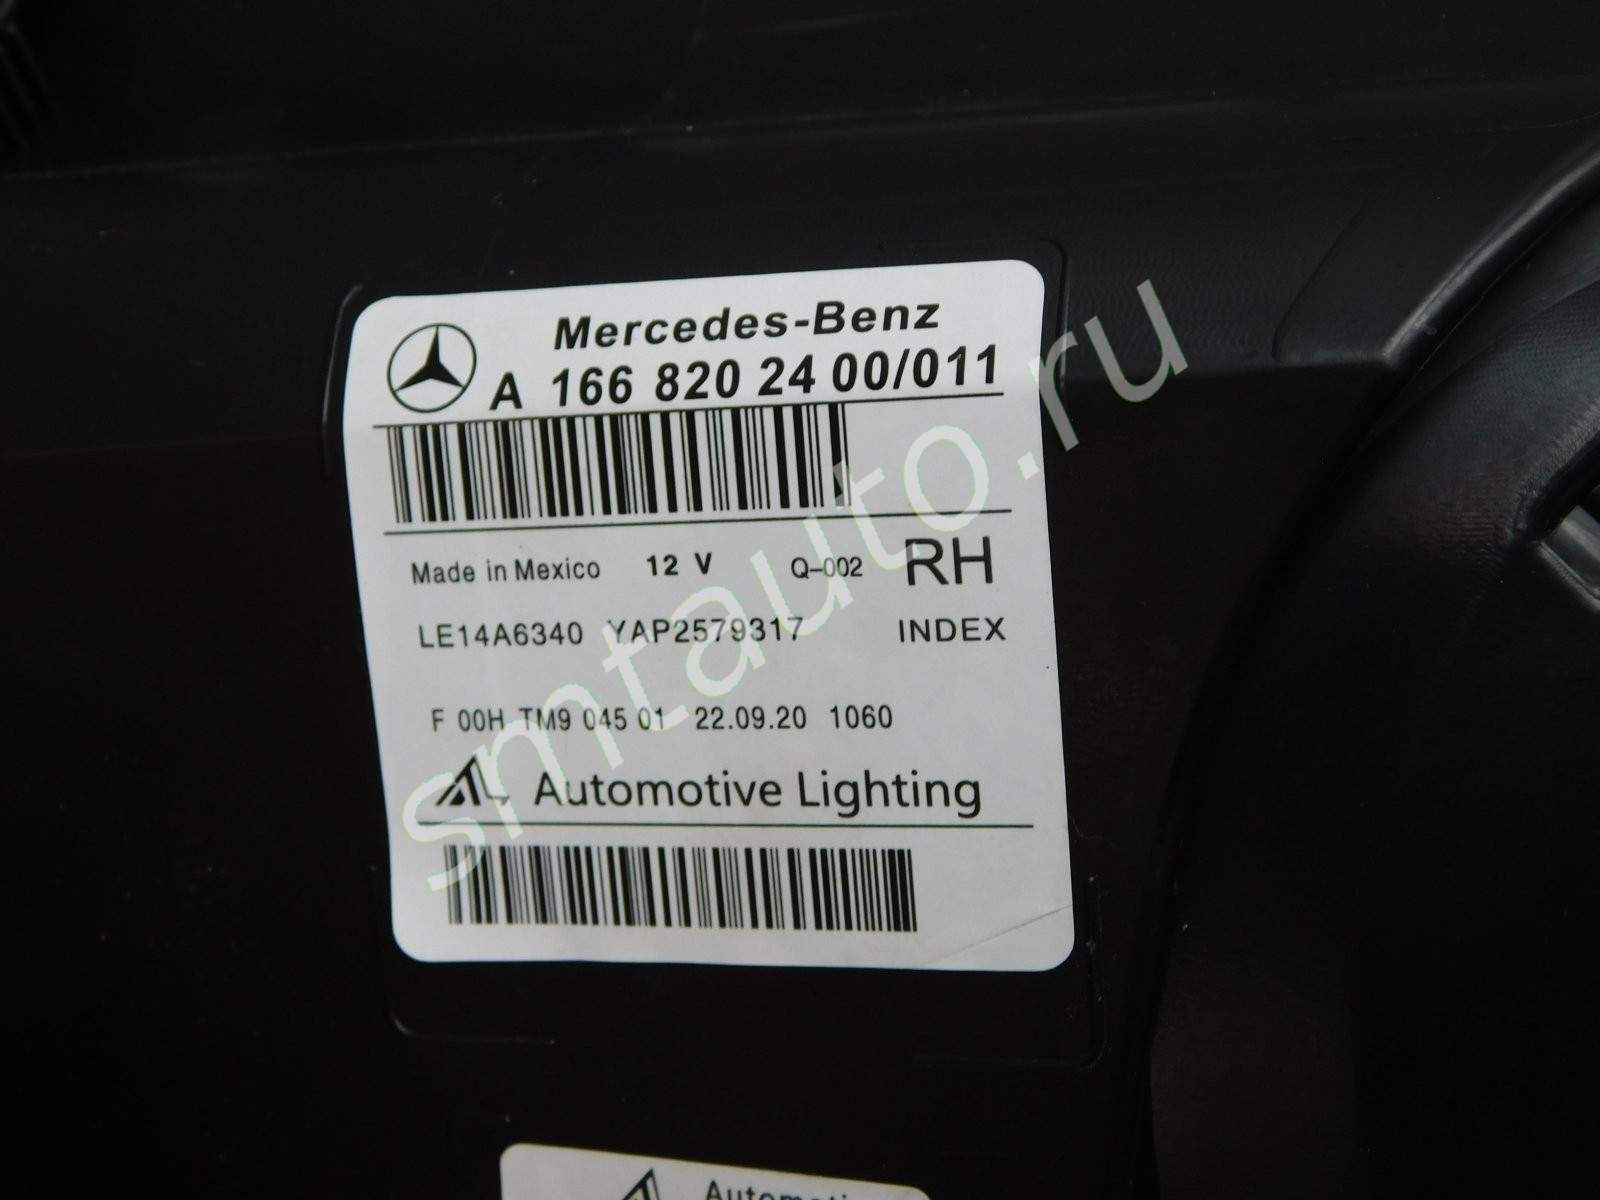 Mercedes-Benz
A 166 820 24 00/011
Made in Mexico 12 V Q-002 RH
LE14A6340 YAP2579317 INDEX
F 00H TM9 045 01 22.09.20 1060
AL Automotive Lighting
smtauto.ru